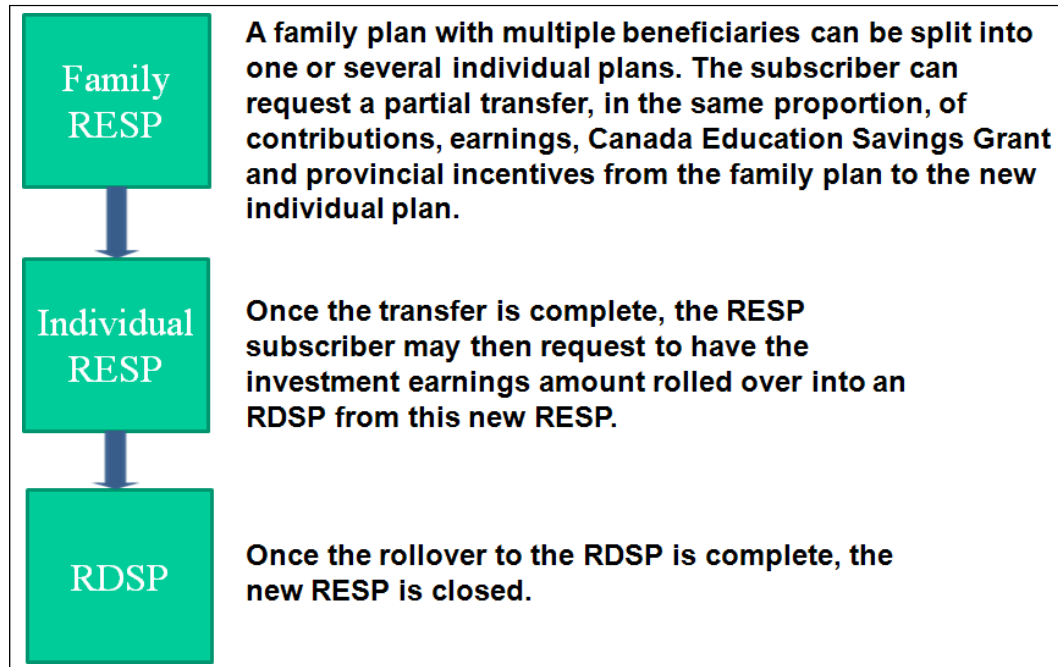 Family
RESP
A family plan with multiple beneficiaries can be split into
one or several individual plans. The subscriber can
request a partial transfer, in the same proportion, of
contributions, earnings, Canada Education Savings Grant
and provincial incentives from the family plan to the new
individual plan.
Individual
RESP
Once the transfer is complete, the RESP
subscriber may then request to have the
investment earnings amount rolled over into an
RDSP from this new RESP.
RDSP
Once the rollover to the RDSP is complete, the
new RESP is closed.